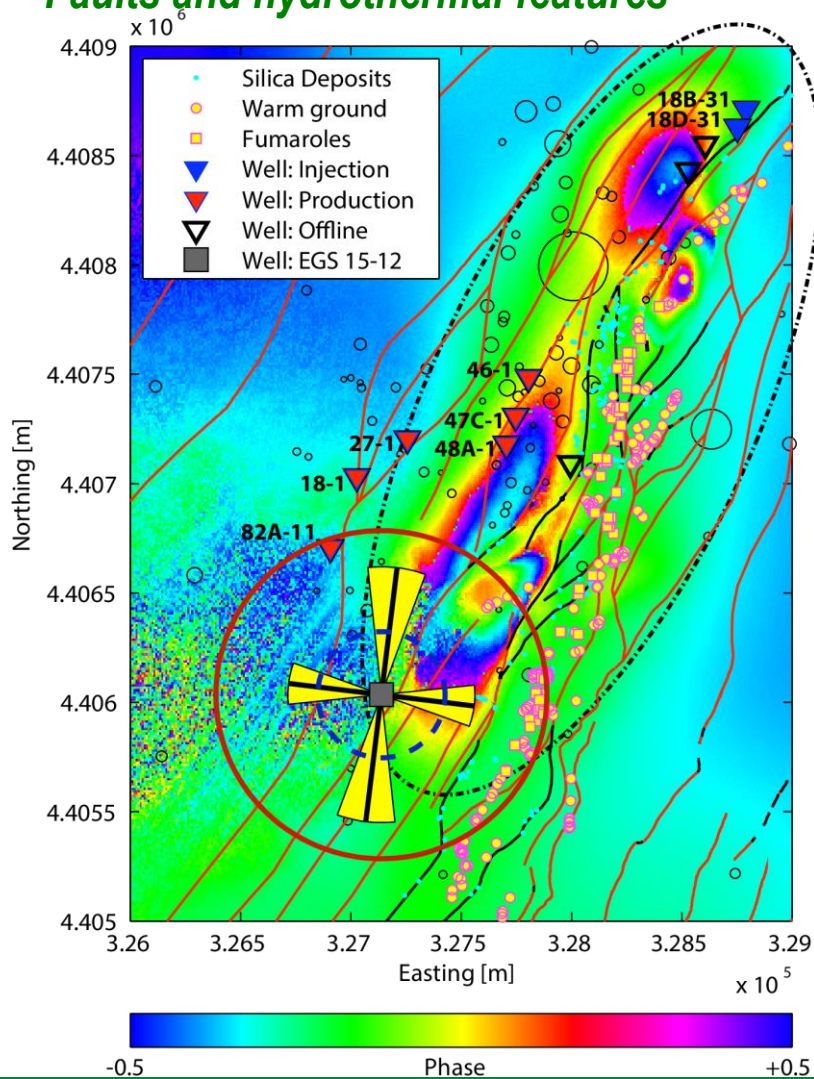 Faults and hydrothermal features
x 10^6
4.409
4.4085
4.408
4.4075
4.407
4.4065
4.406
4.4055
4.405
Northing [m]
Silica Deposits
Warm ground
Fumaroles
Well: Injection
Well: Production
Well: Offline
Well: EGS 15-12
18B-31
18D-31
46-1
47C-1
27-1
48A-1
18-1
82A-11
3.26 3.265 3.27 3.275 3.28 3.285 3.29
Easting [m]
x 10^5
-0.5 Phase +0.5